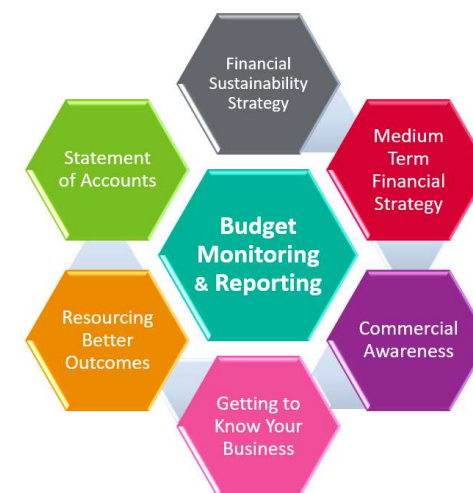 Financial
Sustainability
Strategy
Medium
Term
Financial
Strategy
Commercial
Awareness
Getting to
Know Your
Business
Resourcing
Better
Outcomes
Statement
of Accounts
Budget
Monitoring
& Reporting